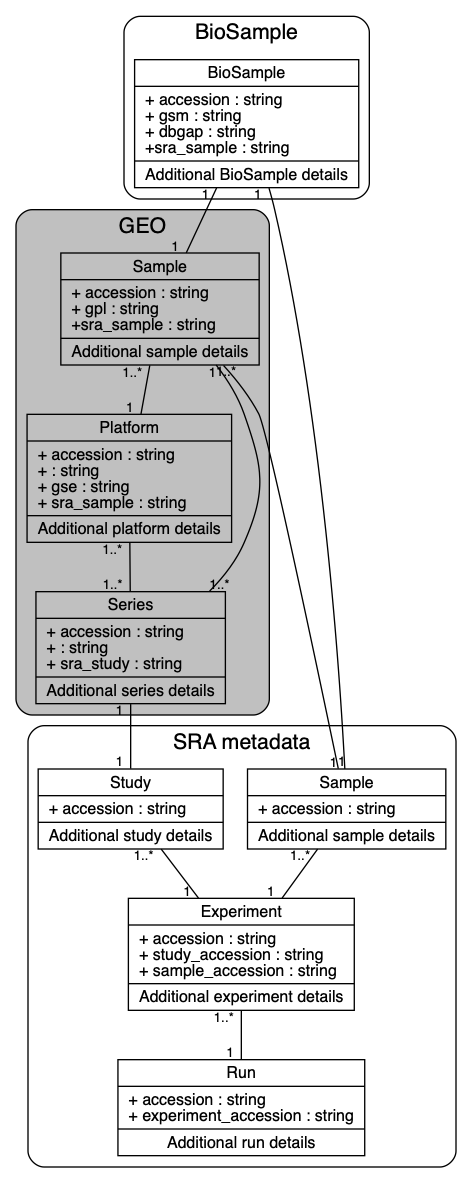 BioSample
BioSample
+ accession : string
+ gsm : string
+ dbgap : string
+sra_sample : string
Additional BioSample details
1
1
GEO
1
Sample
+ accession : string
+ gpl : string
+sra_sample : string
Additional sample details
1..*
1
1..*
1
Platform
+ accession : string
+ : string
+ gse : string
+ sra_sample : string
Additional platform details
1..*
1..*
1..*
Series
+ accession : string
+ : string
+ sra_study : string
Additional series details
1
SRA metadata
1
1
1
Study
+ accession : string
Additional study details
Sample
+ accession : string
Additional sample details
1..*
1..*
1
1
Experiment
+ accession : string
+ study_accession : string
+ sample_accession : string
Additional experiment details
1..*
1
Run
+ accession : string
+ experiment_accession : string
Additional run details